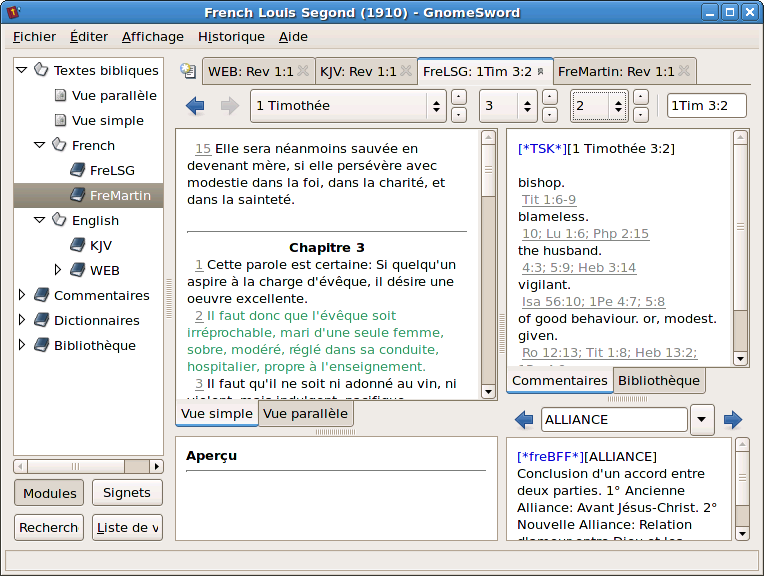 French Louis Segond (1910) - GnomeSword
Fichier Éditer Affichage Historique Aide
Textes bibliques
Vue parallèle
Vue simple
French
FreLSG
FreMartin
English
KJV
WEB
Commentaires
Dictionnaires
Bibliothèque
Modules Signets
Recherch Liste de v
WEB: Rev 1:1 KJV: Rev 1:1 FreLSG: 1Tim 3:2 FreMartin: Rev 1:1
1 Timothée 3 2 1Tim 3:2
15 Elle sera néanmoins sauvée en
devenant mère, si elle persévère avec
modestie dans la foi, dans la charité, et
dans la sainteté.
Chapitre 3
1 Cette parole est certaine: Si quelqu'un
aspire à la charge d'évêque, il désire une
oeuvre excellente.
2 Il faut donc que l'évêque soit
irréprochable, mari d'une seule femme,
sobre, modéré, réglé dans sa conduite,
hospitalier, propre à l'enseignement.
3 Il faut qu'il ne soit ni adonné au vin, ni
violent, mais indulgent, pacifique,
Vue simple Vue parallèle
Aperçu
[*TSK*][1 Timothée 3:2]
bishop.
Tit 1:6-9
blameless.
10; Lu 1:6; Php 2:15
the husband.
4:3; 5:9; Heb 3:14
vigilant.
Isa 56:10; 1Pe 4:7; 5:8
of good behaviour. or, modest.
given.
Ro 12:13; Tit 1:8; Heb 13:2;
Commentaires Bibliothèque
ALLIANCE
[*freBFF*][ALLIANCE]
Conclusion d'un accord entre
deux parties. 1° Ancienne
Alliance: Avant Jésus-Christ. 2°
Nouvelle Alliance: Relation
d'amour entre Dieu et les